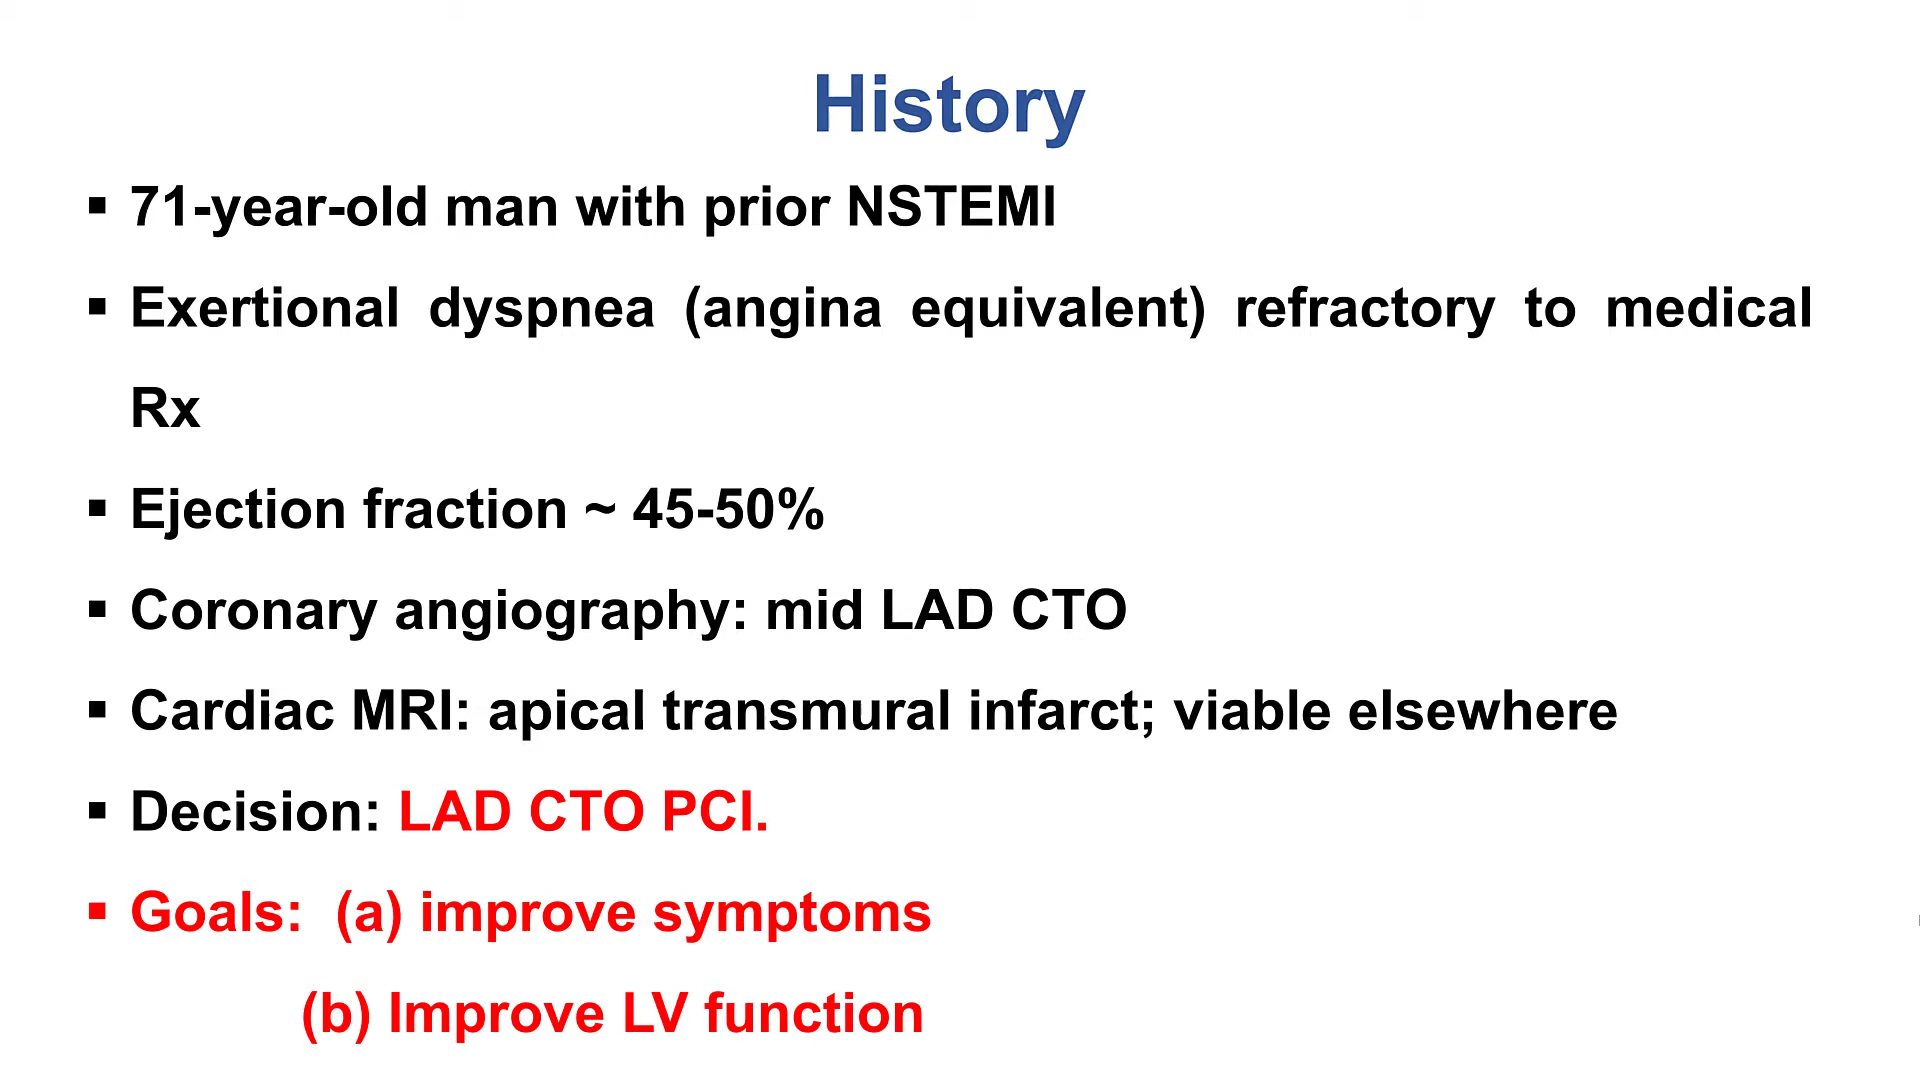 History
▪ 71-year-old man with prior NSTEMI
▪ Exertional dyspnea (angina equivalent) refractory to medical
Rx
▪ Ejection fraction ~ 45-50%
▪ Coronary angiography: mid LAD CTO
▪ Cardiac MRI: apical transmural infarct; viable elsewhere
▪ Decision: LAD CTO PCI.
▪ Goals: (a) improve symptoms
(b) Improve LV function